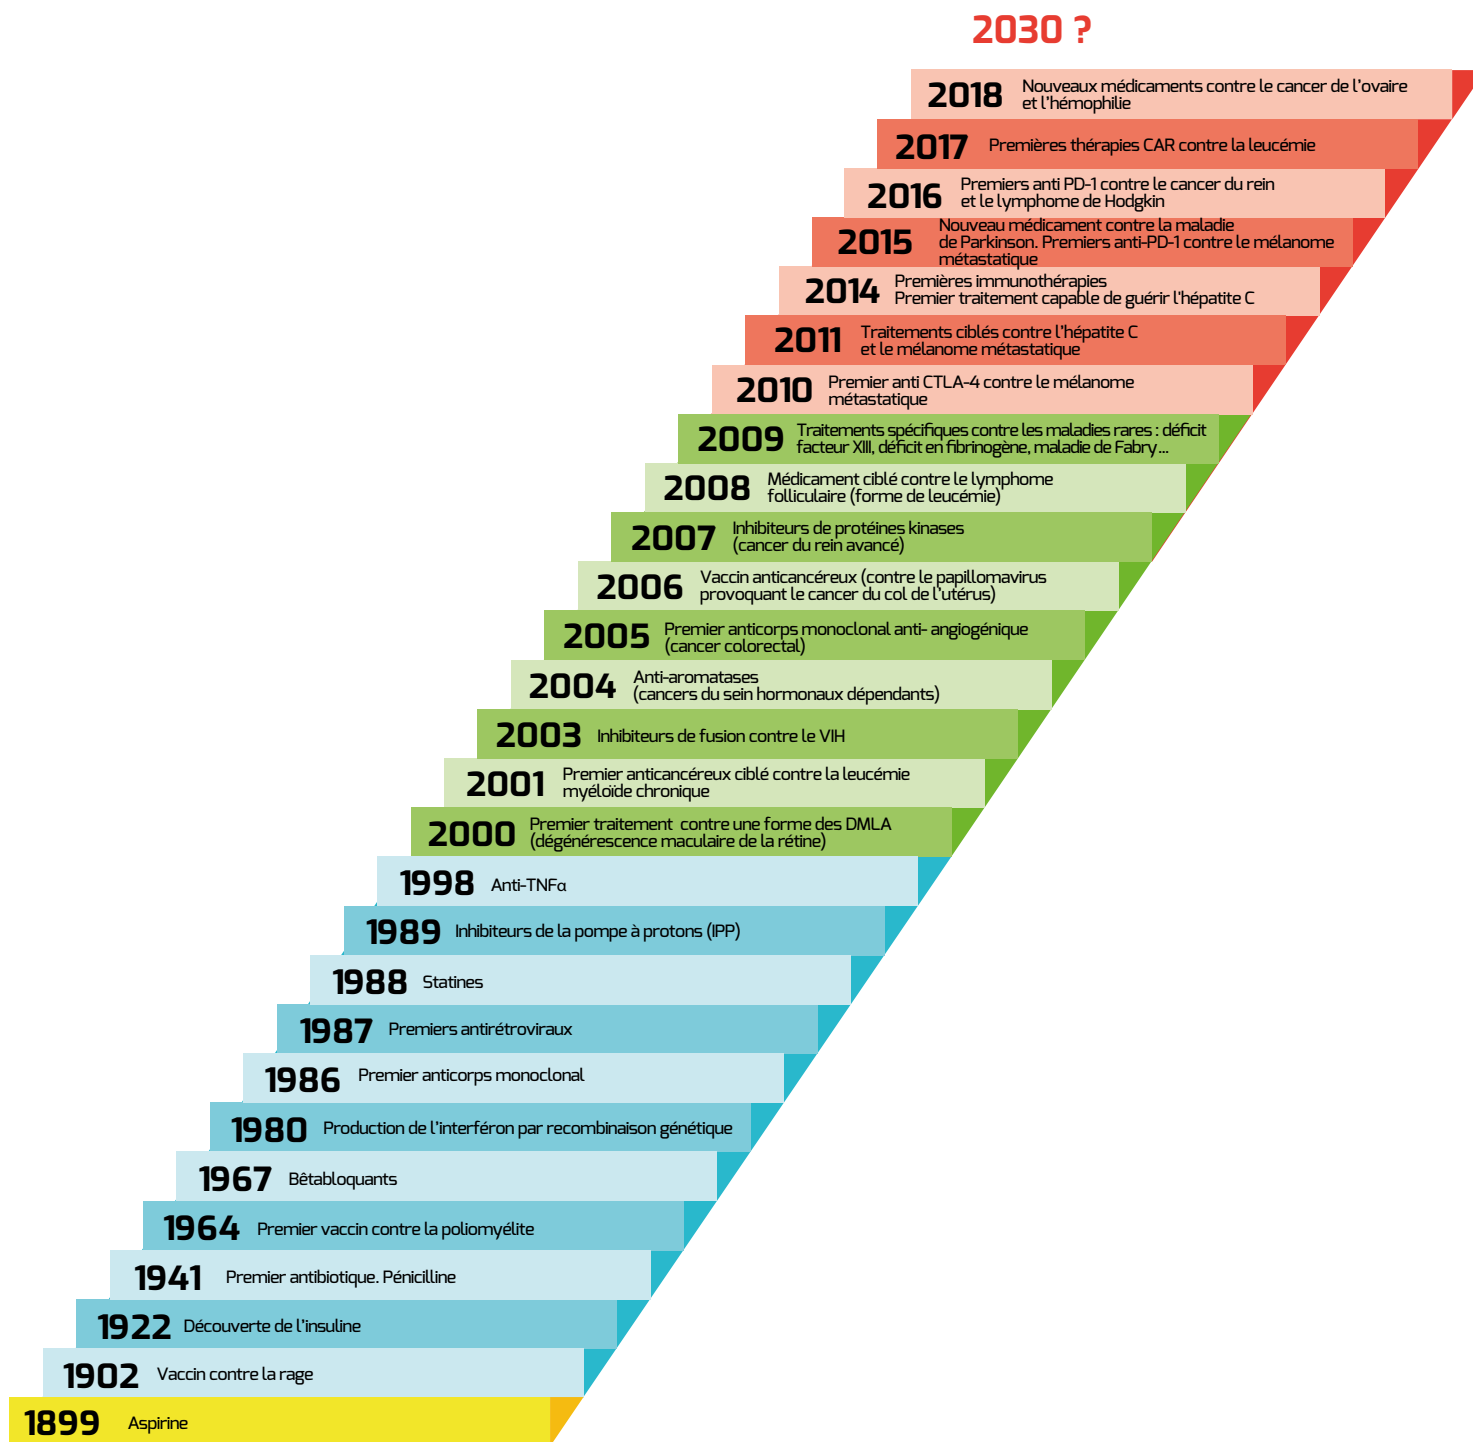 2030 ?
2018 Nouveaux médicaments contre le cancer de l'ovaire
et l'hémophilie
2017 Premières thérapies CAR contre la leucémie
2016 Premiers anti PD-1 contre le cancer du rein
et le lymphome de Hodgkin
2015 Nouveau médicament contre la maladie
de Parkinson. Premiers anti-PD-1 contre le mélanome
métastatique
2014 Premières immunothérapies
Premier traitement capable de guérir l'hépatite C
2011 Traitements ciblés contre l'hépatite C
et le mélanome métastatique
2010 Premier anti CTLA-4 contre le mélanome
métastatique
2009 Traitements spécifiques contre les maladies rares : déficit
facteur XIII, déficit en fibrinogène, maladie de Fabry...
2008 Médicament ciblé contre le lymphome
folliculaire (forme de leucémie)
2007 Inhibiteurs de protéines kinases
(cancer du rein avancé)
2006 Vaccin anticancéreux (contre le papillomavirus
provoquant le cancer du col de l'utérus)
2005 Premier anticorps monoclonal anti- angiogénique
(cancer colorectal)
2004 Anti-aromatases
(cancers du sein hormonaux dépendants)
2003 Inhibiteurs de fusion contre le VIH
2001 Premier anticancéreux ciblé contre la leucémie
myéloïde chronique
2000 Premier traitement contre une forme des DMLA
(dégénérescence maculaire de la rétine)
1998 Anti-TNFα
1989 Inhibiteurs de la pompe à protons (IPP)
1988 Statines
1987 Premiers antirétroviraux
1986 Premier anticorps monoclonal
1980 Production de l'interféron par recombinaison génétique
1967 Bêtabloquants
1964 Premier vaccin contre la poliomyélite
1941 Premier antibiotique. Pénicilline
1922 Découverte de l'insuline
1902 Vaccin contre la rage
1899 Aspirine